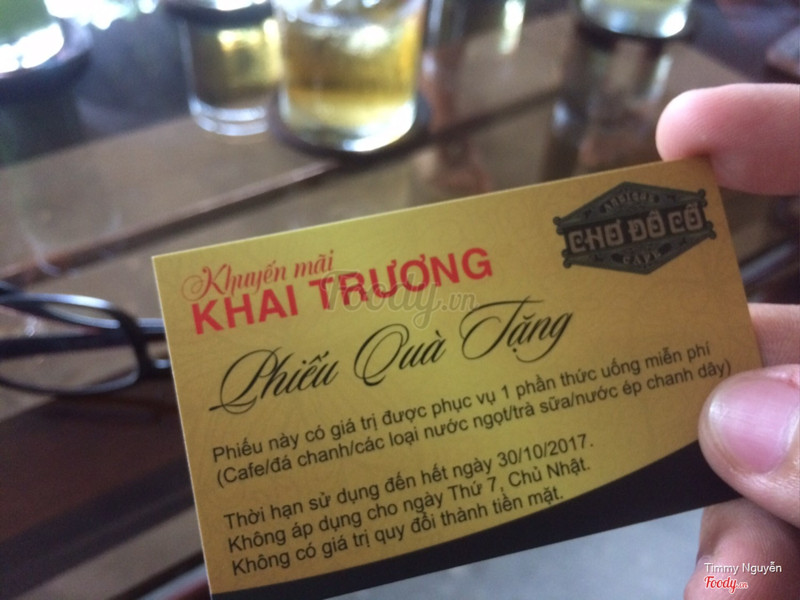 ANTIQUE
CHỢ ĐỒ CỔ
CAFE
Khuyến mãi
KHAI TRƯƠNG
Foody.vn
Phiếu Quà Tặng
Phiếu này có giá trị được phục vụ 1 phần thức uống miễn phí
(Cafe/đá chanh/các loại nước ngọt/trà sữa/nước ép chanh dây)
Thời hạn sử dụng đến hết ngày 30/10/2017.
Không áp dụng cho ngày Thứ 7, Chủ Nhật.
Không có giá trị quy đổi thành tiền mặt.
Timmy Nguyễn
Foody.vn